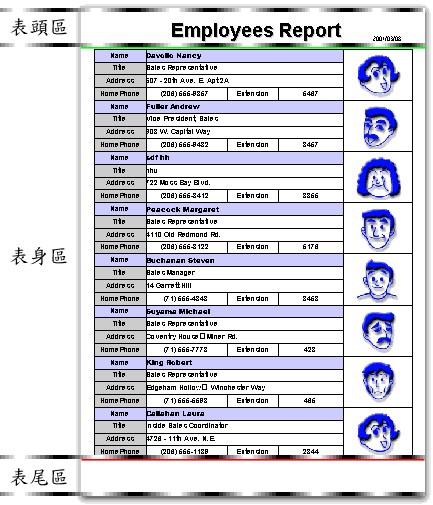 表頭區
Employees Report
Name Davolio Nancy
Title Sales Representative
Address 507 - 20th Ave. E. Apt 2A
Home Phone (206) 555-9857 Extension 5467
Name Fuller Andrew
Title Vice President, Sales
Address 908 W. Capital Way
Home Phone (206) 555-9482 Extension 3457
Name sdf hh
Title hhu
Address 722 Moss Bay Blvd.
Home Phone (206) 555-3412 Extension 3355
表身區
Name Peacock Margaret
Title Sales Representative
Address 4110 Old Redmond Rd.
Home Phone (206) 555-8122 Extension 5176
Name Buchanan Steven
Title Sales Manager
Address 14 Garrett Hill
Home Phone (71) 555-4848 Extension 3453
Name Suyama Michael
Title Sales Representative
Address Coventry House□ Miner Rd.
Home Phone (71) 555-7773 Extension 428
Name King Robert
Title Sales Representative
Address Edgeham Hollow□ Winchester Way
Home Phone (71) 555-5598 Extension 465
Name Callahan Laura
Title Inside Sales Coordinator
Address 4726 - 11th Ave. N.E.
Home Phone (206) 555-1189 Extension 2344
表尾區